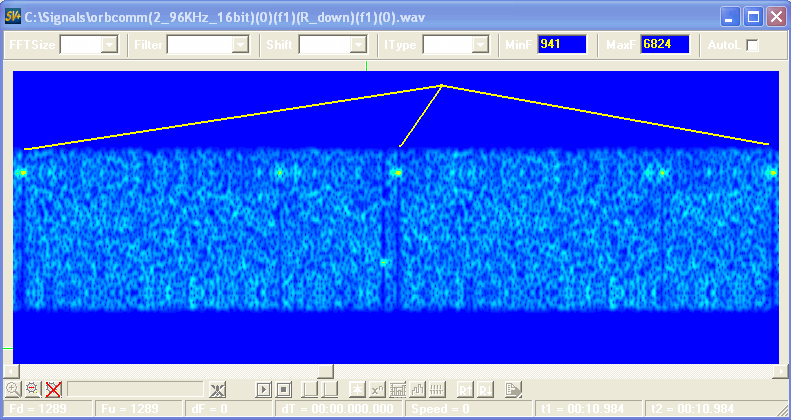 SV+ C:\Signals\orbcomm(2_96KHz_16bit)(0)(f1)(R_down)(f1)(0).wav
FFTSize Filter Shift IType MinF 941 MaxF 6824 AutoL
Fd = 1289 Fu = 1289 dF = 0 dT = 00:00.000.000 Speed = 0 t1 = 00:10.984 t2 = 00:10.984